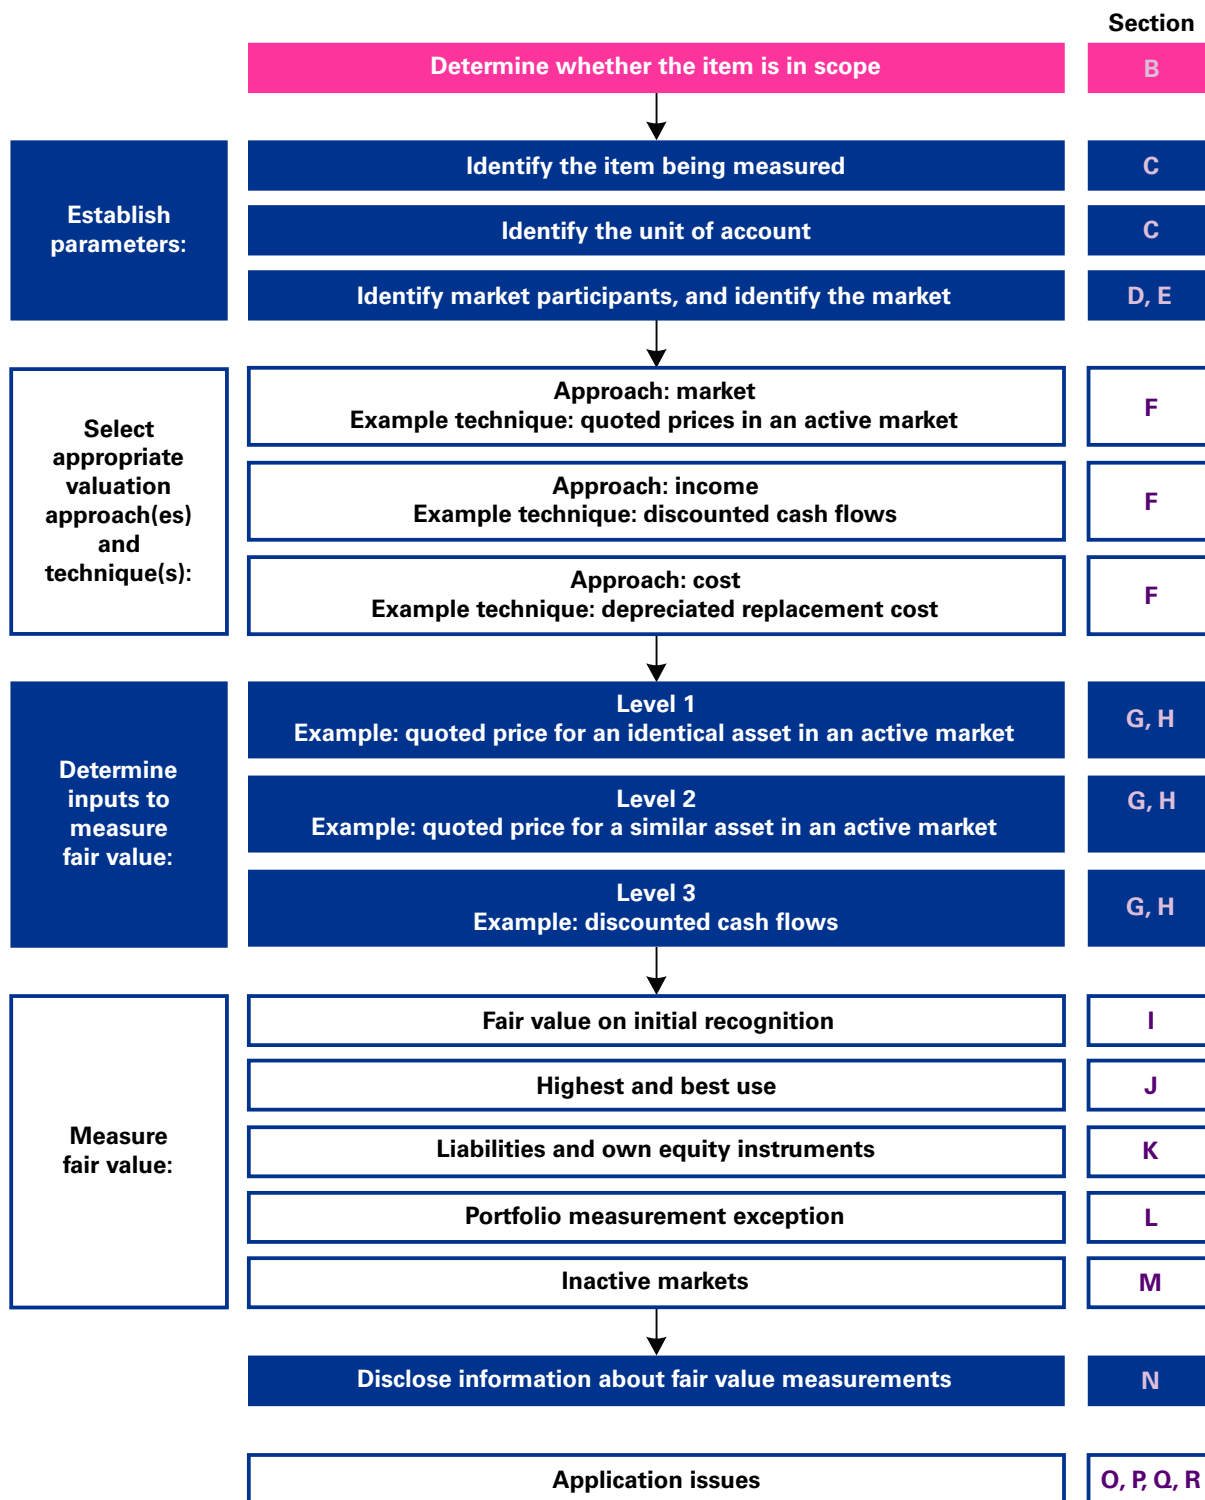 Section
Determine whether the item is in scope
B
Establish
parameters:
Identify the item being measured
C
Identify the unit of account
C
Identify market participants, and identify the market
D, E
Select
appropriate
valuation
approach(es)
and
technique(s):
Approach: market
Example technique: quoted prices in an active market
F
Approach: income
Example technique: discounted cash flows
F
Approach: cost
Example technique: depreciated replacement cost
F
Determine
inputs to
measure
fair value:
Level 1
Example: quoted price for an identical asset in an active market
G, H
Level 2
Example: quoted price for a similar asset in an active market
G, H
Level 3
Example: discounted cash flows
G, H
Measure
fair value:
Fair value on initial recognition
I
Highest and best use
J
Liabilities and own equity instruments
K
Portfolio measurement exception
L
Inactive markets
M
Disclose information about fair value measurements
N
Application issues
O, P, Q, R